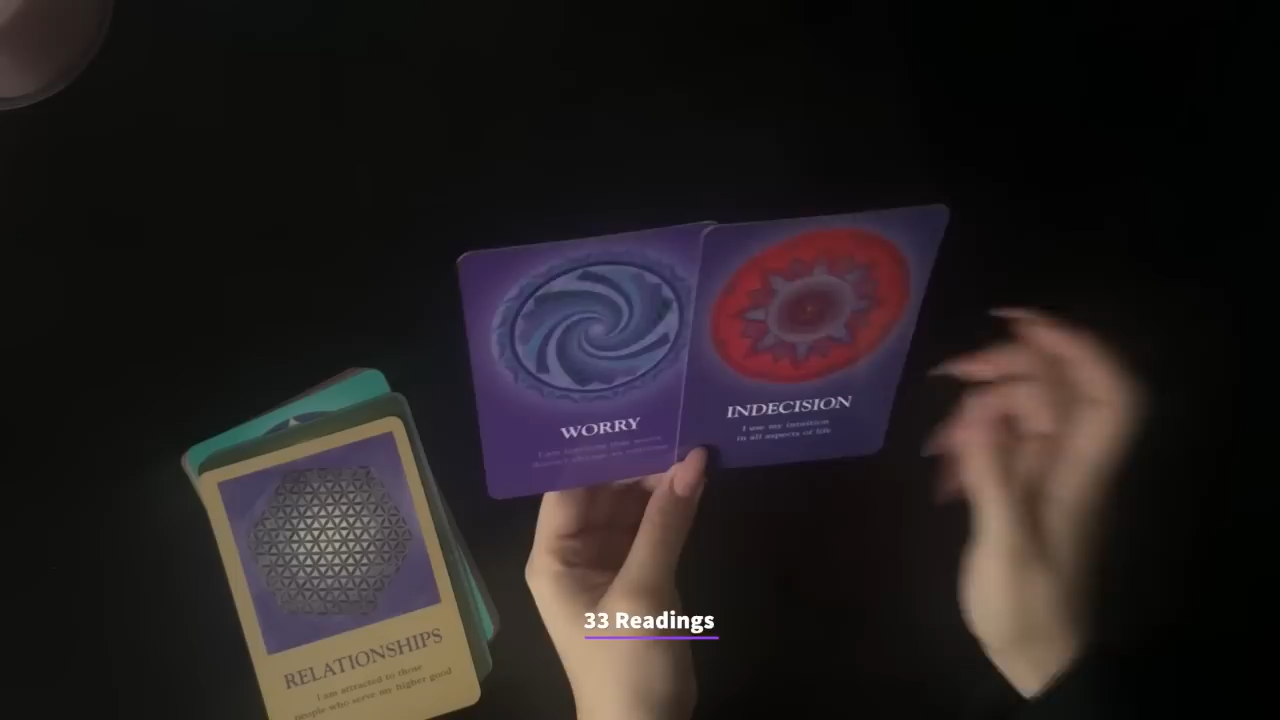 WORRY
INDECISION
I use my intuition
in all aspects of life
RELATIONSHIPS
I am attracted to those
people who serve my higher good
33 Readings